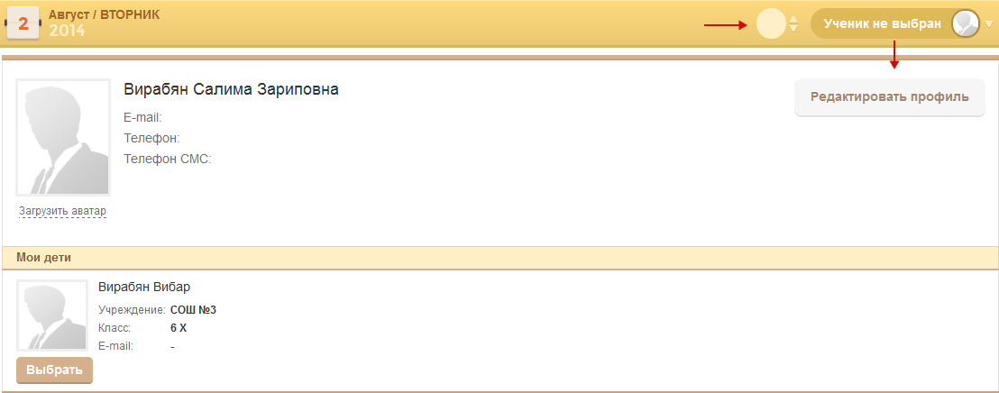 2
Август / ВТОРНИК
2014
Ученик не выбран
Вирабян Салима Зариповна
Редактировать профиль
E-mail:
Телефон:
Телефон СМС:
Загрузить аватар
Мои дети
Вирабян Вибар
Учреждение: СОШ №3
Класс: 6 Х
E-mail: -
Выбрать